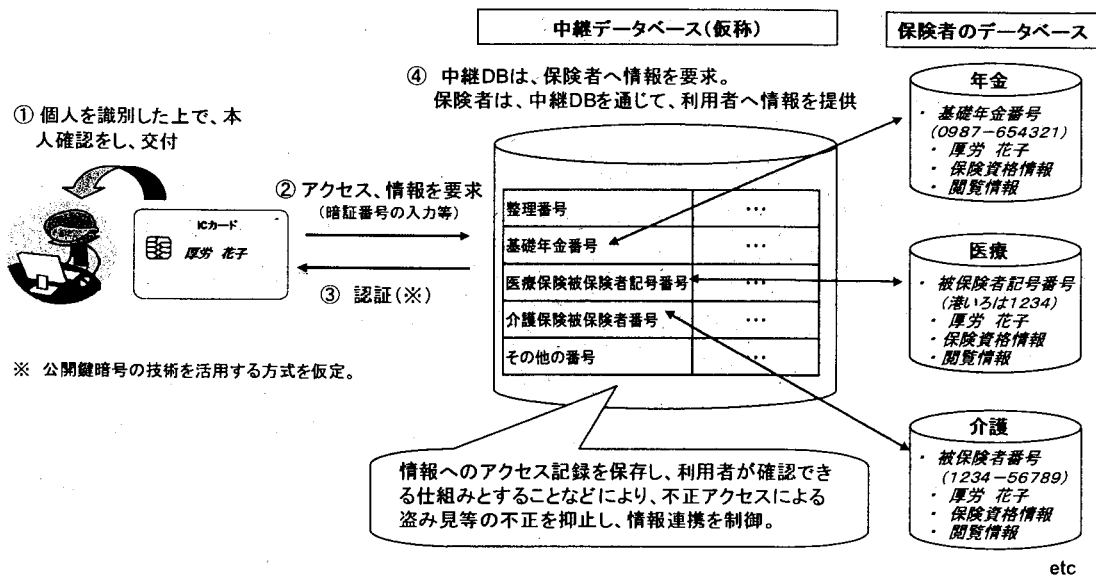 中継データベース(仮称)
保険者のデータベース
④ 中継DBは、保険者へ情報を要求。
保険者は、中継DBを通じて、利用者へ情報を提供
① 個人を識別した上で、本
人確認をし、交付
② アクセス、情報を要求
(暗証番号の入力等)
ICカード
厚労 花子
③ 認証(※)
※ 公開鍵暗号の技術を活用する方式を仮定。
整理番号 …
基礎年金番号 …
医療保険被保険者記号番号 …
介護保険被保険者番号 …
その他の番号 …
情報へのアクセス記録を保存し、利用者が確認でき
る仕組みとすることなどにより、不正アクセスによる
盗み見等の不正を抑止し、情報連携を制御。
年金
・ 基礎年金番号
(0987-654321)
・ 厚労 花子
・ 保険資格情報
・ 閲覧情報
医療
・ 被保険者記号番号
(港いろは1234)
・ 厚労 花子
・ 保険資格情報
・ 閲覧情報
介護
・ 被保険者番号
(1234-56789)
・ 厚労 花子
・ 保険資格情報
・ 閲覧情報
etc